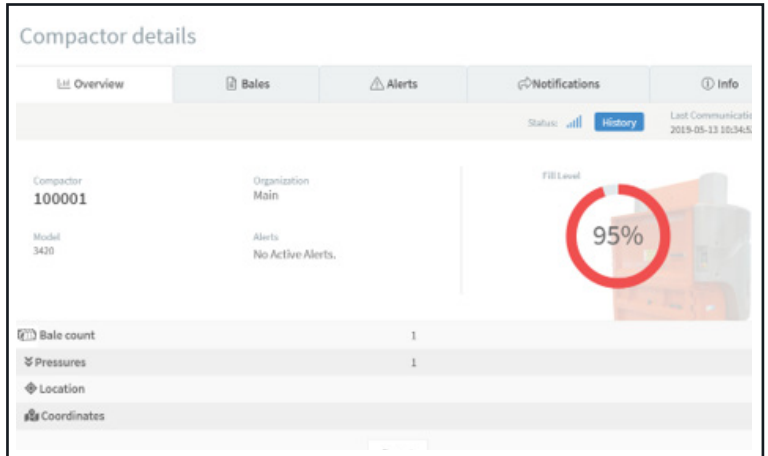 Compactor details
Overview Bales Alerts Notifications Info
Status: History Last Communicatio
2019-05-13 10:34:5
Compactor Organization Fill Level
100001 Main
95%
Model Alerts
3420 No Active Alerts.
Bale count 1
Pressures 1
Location
Coordinates